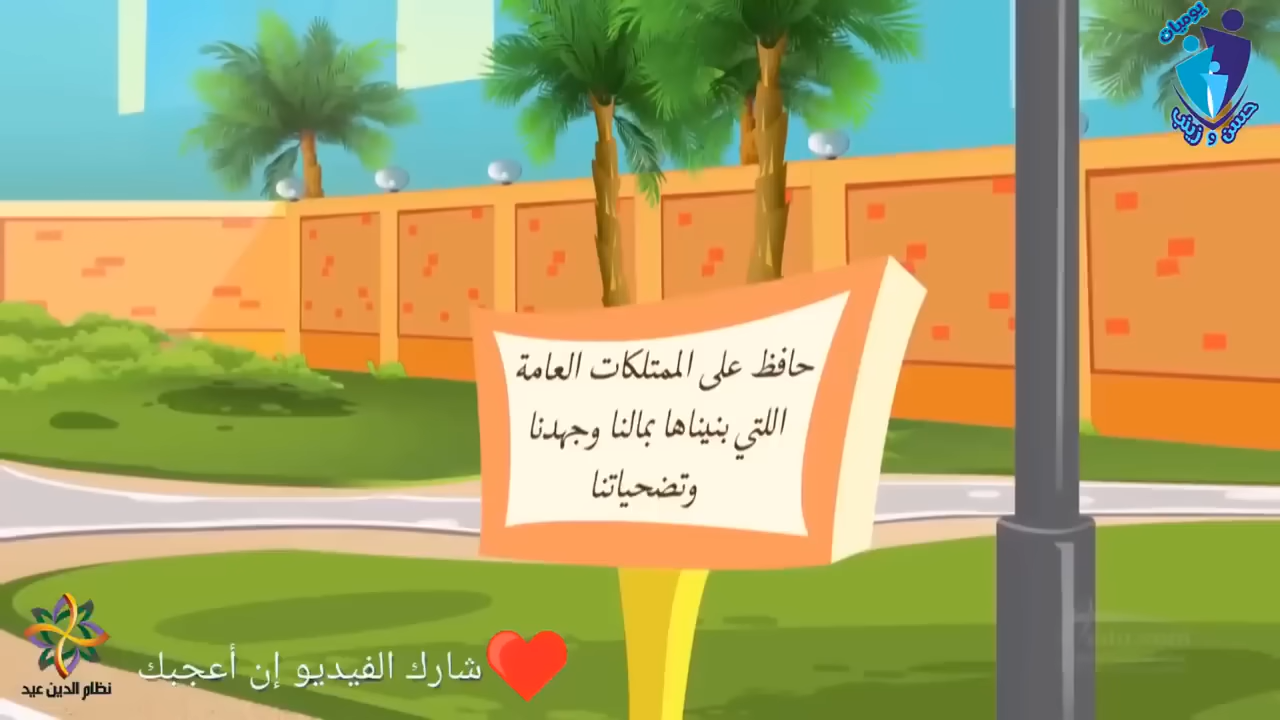 يوميات
حسن و زينب
حافظ على الممتلكات العامة
اللتي بنيناها بمالنا وجهدنا
وتضحياتنا
شارك الفيديو إن أعجبك
نظام الدين عيد